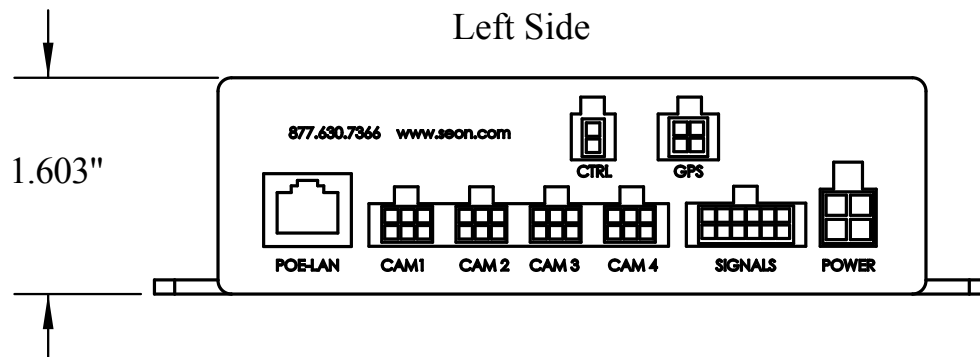 Left Side
877.630.7366 www.seon.com
1.603"
CTRL GPS
POE-LAN CAM1 CAM 2 CAM 3 CAM 4 SIGNALS POWER